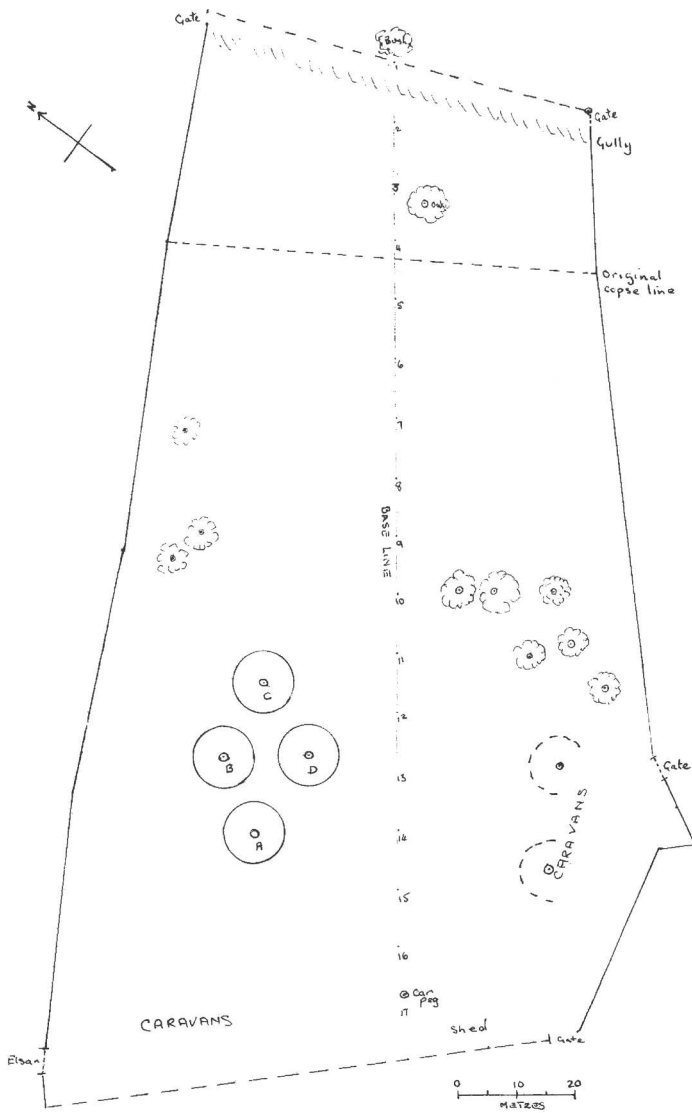 Gate
Bush
1
Gate
Gully
N
2
3
Oak
4
Original
copse line
5
6
7
8
BASE LINE
9
10
11
C
12
B
D
13
Gate
CARAVANS
14
A
15
16
Car
peg
17
CARAVANS
Shed
Gate
Elsan
0 10 20
METRES